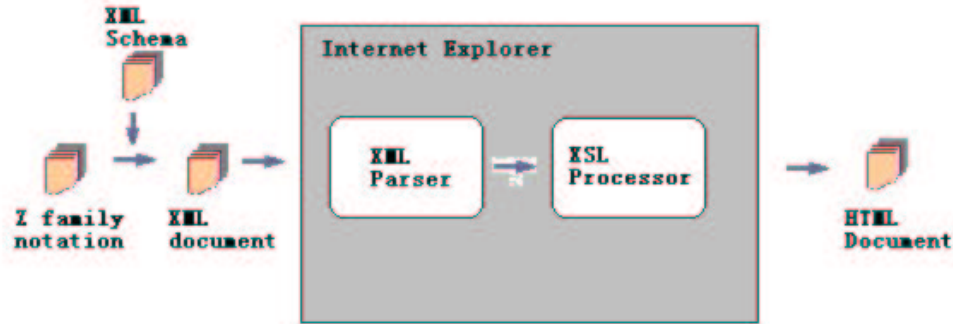 XML
Schema
Internet Explorer
XML
Parser
XSL
Processor
Z family
notation
XML
document
HTML
Document